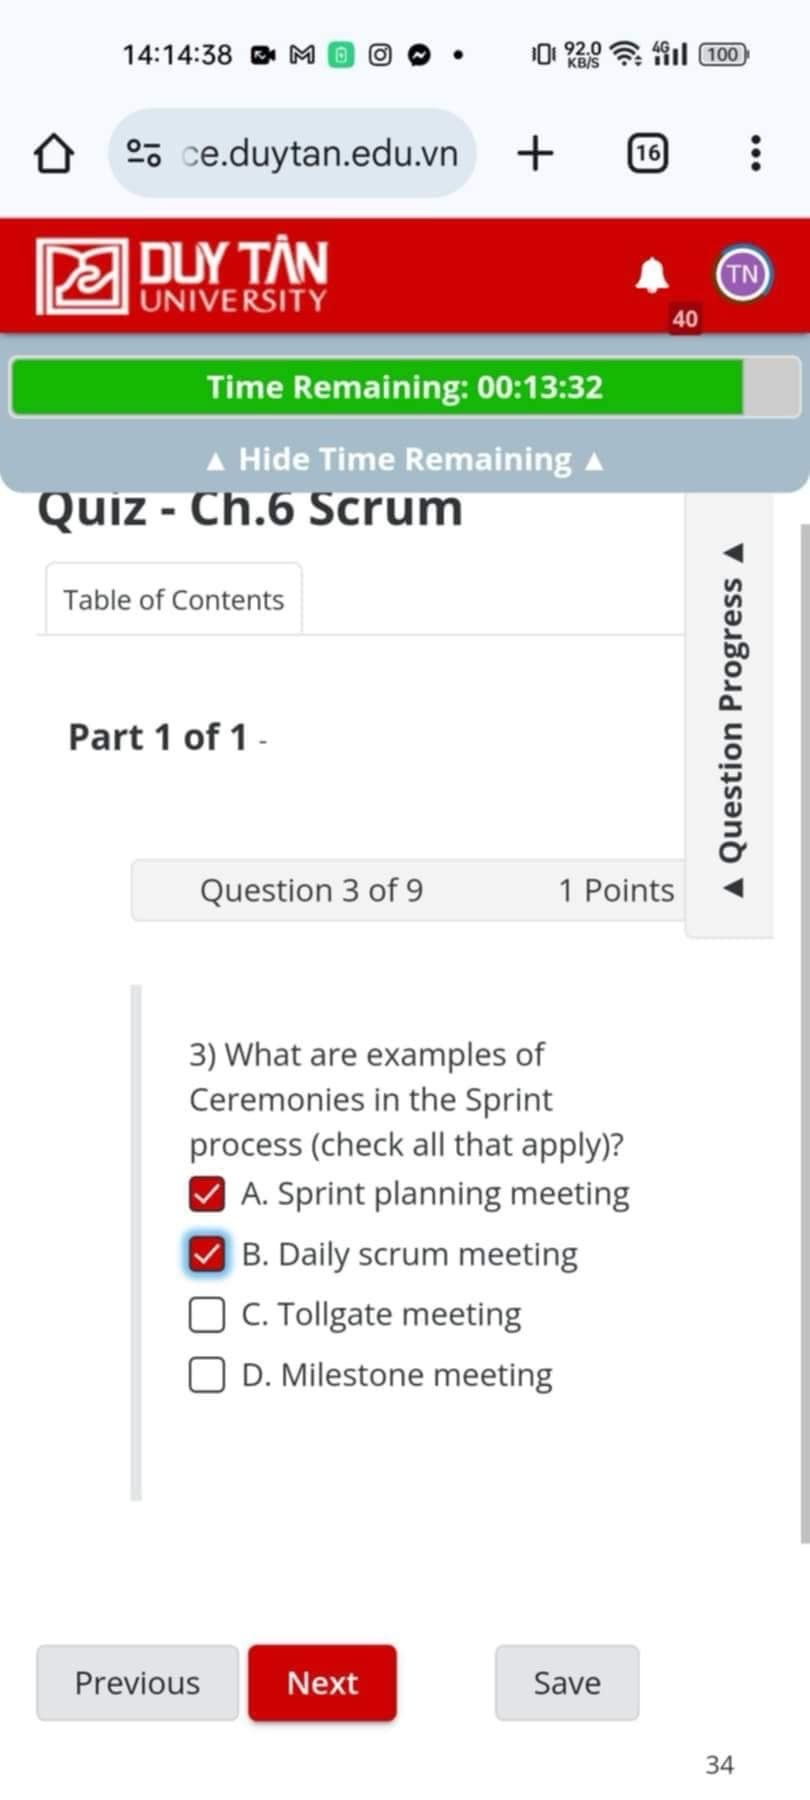 14:14:38
92.0
KB/S
4G
100
ce.duytan.edu.vn
16
DUY TÂN
UNIVERSITY
TN
40
Time Remaining: 00:13:32
▲ Hide Time Remaining ▲
Quiz - Ch.6 Scrum
Table of Contents
▲ Question Progress ▲
Part 1 of 1 -
Question 3 of 9 1 Points
3) What are examples of
Ceremonies in the Sprint
process (check all that apply)?
A. Sprint planning meeting
B. Daily scrum meeting
C. Tollgate meeting
D. Milestone meeting
Previous
Next
Save
34